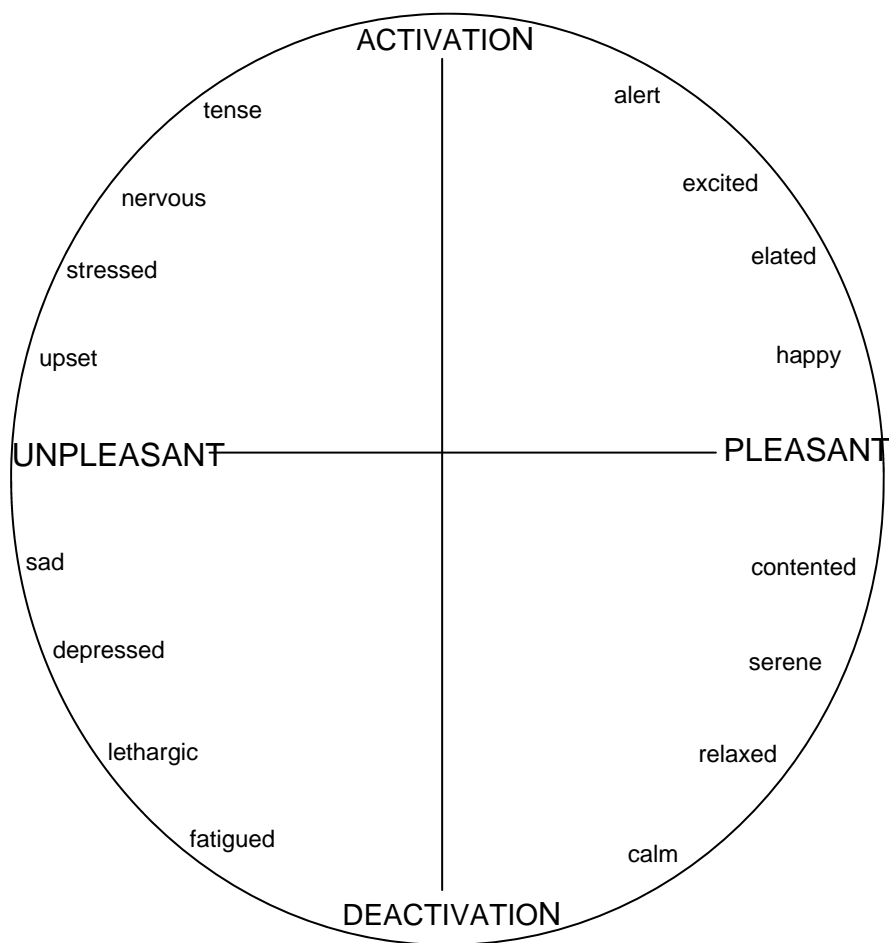 ACTIVATION
tense
alert
nervous
excited
stressed
elated
upset
happy
UNPLEASANT
PLEASANT
sad
contented
depressed
serene
lethargic
relaxed
fatigued
calm
DEACTIVATION